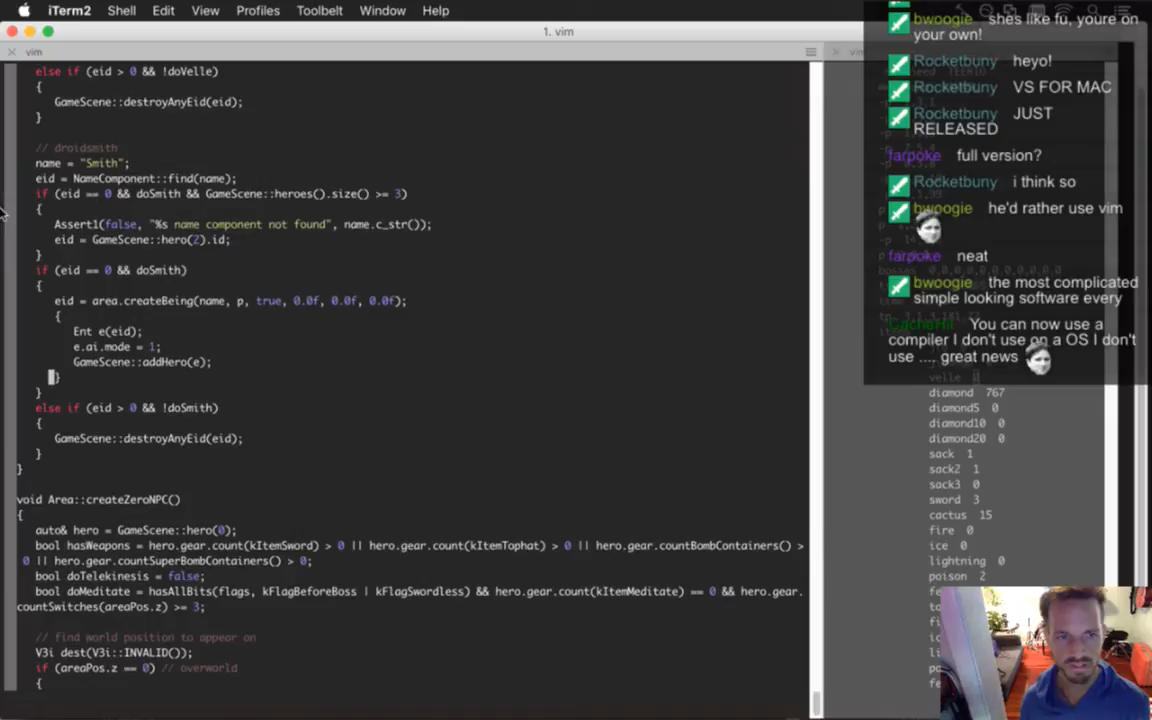 iTerm2 Shell Edit View Profiles Toolbelt Window Help
1. vim
vim
else if (eid > 0 && !doVelle)
{
GameScene::destroyAnyEid(eid);
}
// droidsmith
name = "Smith";
eid = NameComponent::find(name);
if (eid == 0 && doSmith && GameScene::heroes().size() >= 3)
{
Assert1(false, "%s name component not found", name.c_str());
eid = GameScene::hero(2).id;
}
if (eid == 0 && doSmith)
{
eid = area.createBeing(name, p, true, 0.0f, 0.0f, 0.0f);
{
Ent e(eid);
e.ai.mode = 1;
GameScene::addHero(e);
}
}
else if (eid > 0 && !doSmith)
{
GameScene::destroyAnyEid(eid);
}
}
void Area::createZeroNPC()
{
auto& hero = GameScene::hero(0);
bool hasWeapons = hero.gear.count(kItemSword) > 0 || hero.gear.count(kItemTophat) > 0 || hero.gear.countBombContainers() >
0 || hero.gear.countSuperBombContainers() > 0;
bool doTelekinesis = false;
bool doMeditate = hasAllBits(flags, kFlagBeforeBoss | kFlagSwordless) && hero.gear.count(kItemMeditate) == 0 && hero.gear.
countSwitches(areaPos.z) >= 3;
// find world position to appear on
V3i dest(V3i::INVALID());
if (areaPos.z == 0) // overworld
{
bwoogie shes like fu, youre on
your own!
Rocketbuny heyo!
Rocketbuny VS FOR MAC
Rocketbuny JUST
RELEASED
farpoke full version?
Rocketbuny i think so
bwoogie he'd rather use vim
farpoke neat
bwoogie the most complicated
simple looking software every
CacheHit You can now use a
compiler I don't use on a OS I don't
use .... great news
velle
diamond 767
diamond5 0
diamond10 0
diamond20 0
sack 1
sack2 1
sack3 0
sword 3
cactus 15
fire 0
ice 0
lightning 0
poison 2